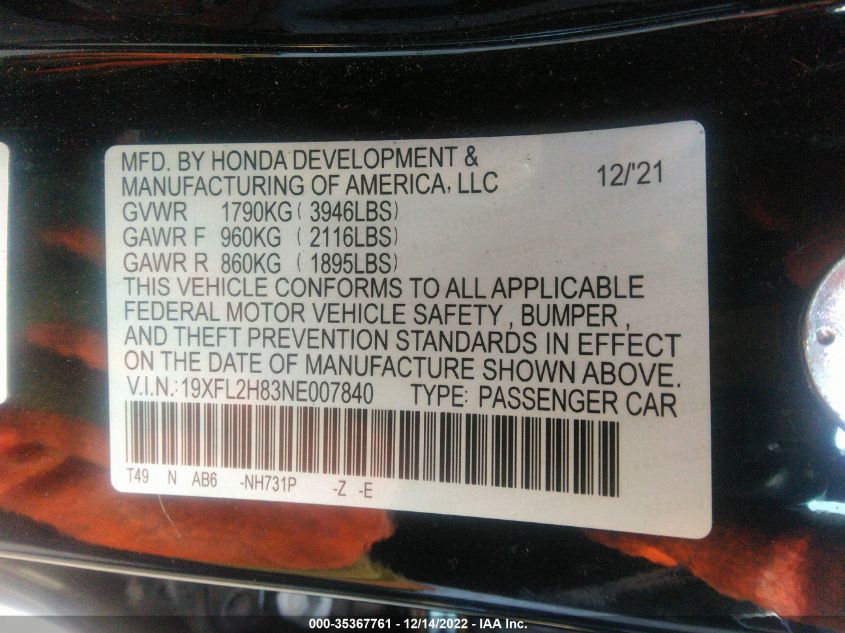 MFD. BY HONDA DEVELOPMENT &
MANUFACTURING OF AMERICA, LLC 12/'21
GVWR 1790KG ( 3946LBS)
GAWR F 960KG ( 2116LBS)
GAWR R 860KG ( 1895LBS)
THIS VEHICLE CONFORMS TO ALL APPLICABLE
FEDERAL MOTOR VEHICLE SAFETY , BUMPER ,
AND THEFT PREVENTION STANDARDS IN EFFECT
ON THE DATE OF MANUFACTURE SHOWN ABOVE.
V.I.N.: 19XFL2H83NE007840 TYPE: PASSENGER CAR
T49 N AB6 -NH731P -Z -E
000-35367761 - 12/14/2022 - IAA Inc.